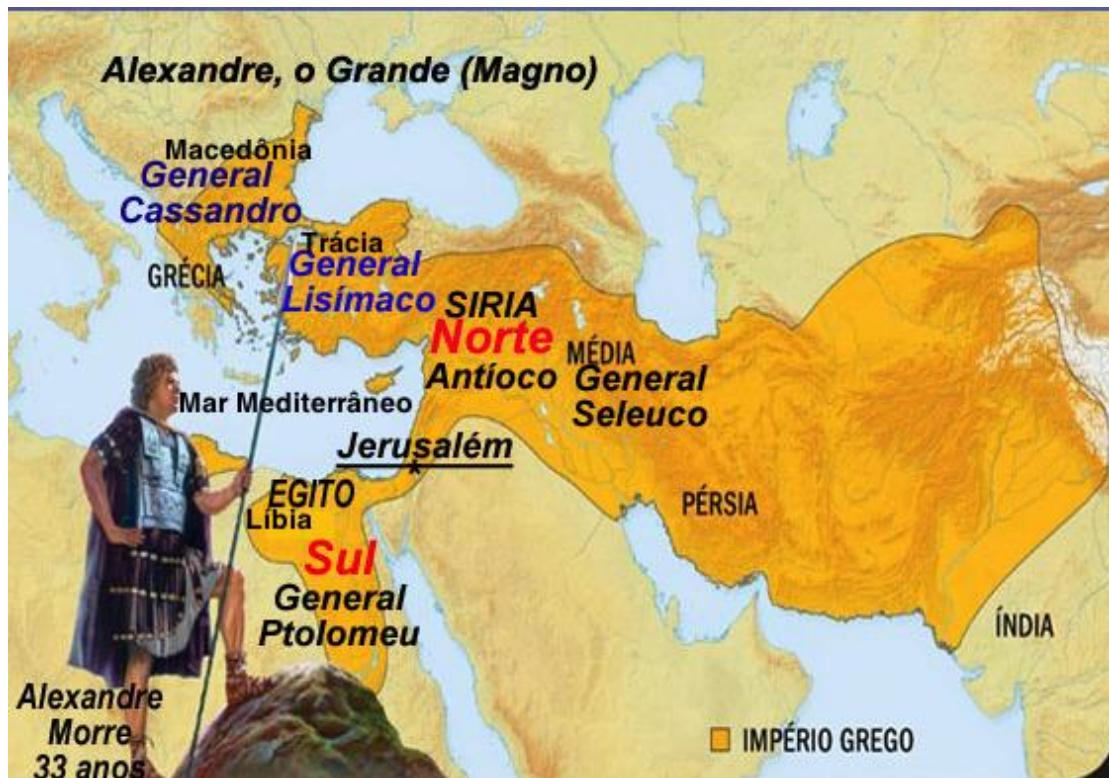 Alexandre, o Grande (Magno)
Macedônia
General
Cassandro
GRÉCIA
Trácia
General
Lisímaco
SIRIA
Norte
Antíoco
MÉDIA
General
Seleuco
Mar Mediterrâneo
Jerusalém
*
EGITO
Líbia
Sul
General
Ptolomeu
PÉRSIA
ÍNDIA
Alexandre
Morre
33 anos
IMPÉRIO GREGO